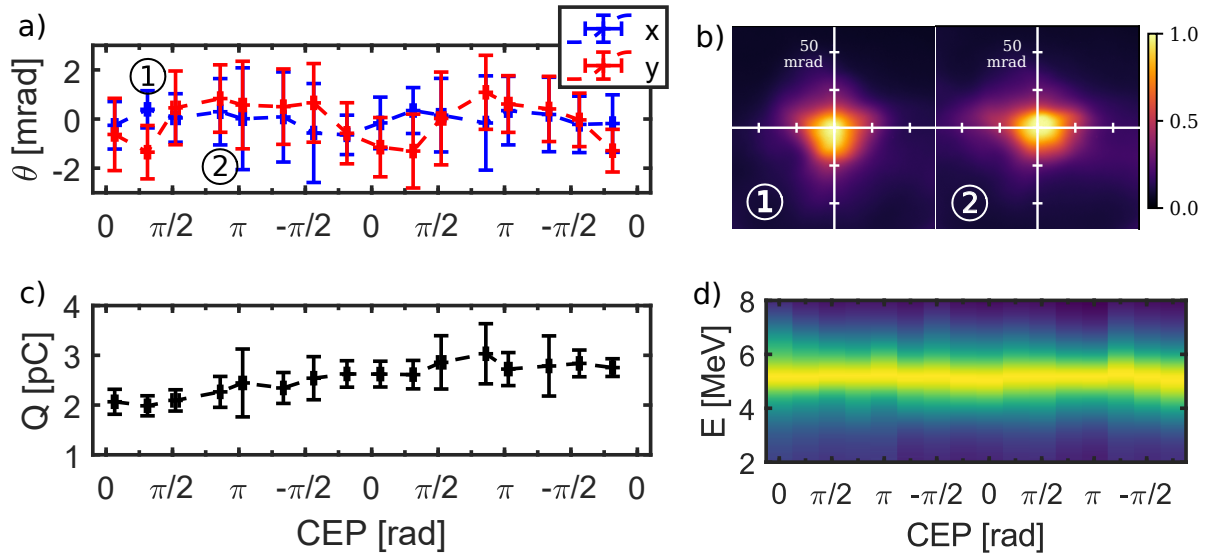 a)
x
y
θ [mrad]
2
0
-2
①
②
0 π/2 π -π/2 0 π/2 π -π/2 0
b)
50
mrad
①
50
mrad
②
1.0
0.5
0.0
c)
Q [pC]
4
3
2
1
0 π/2 π -π/2 0 π/2 π -π/2 0
CEP [rad]
d)
E [MeV]
8
6
4
2
0 π/2 π -π/2 0 π/2 π -π/2
CEP [rad]